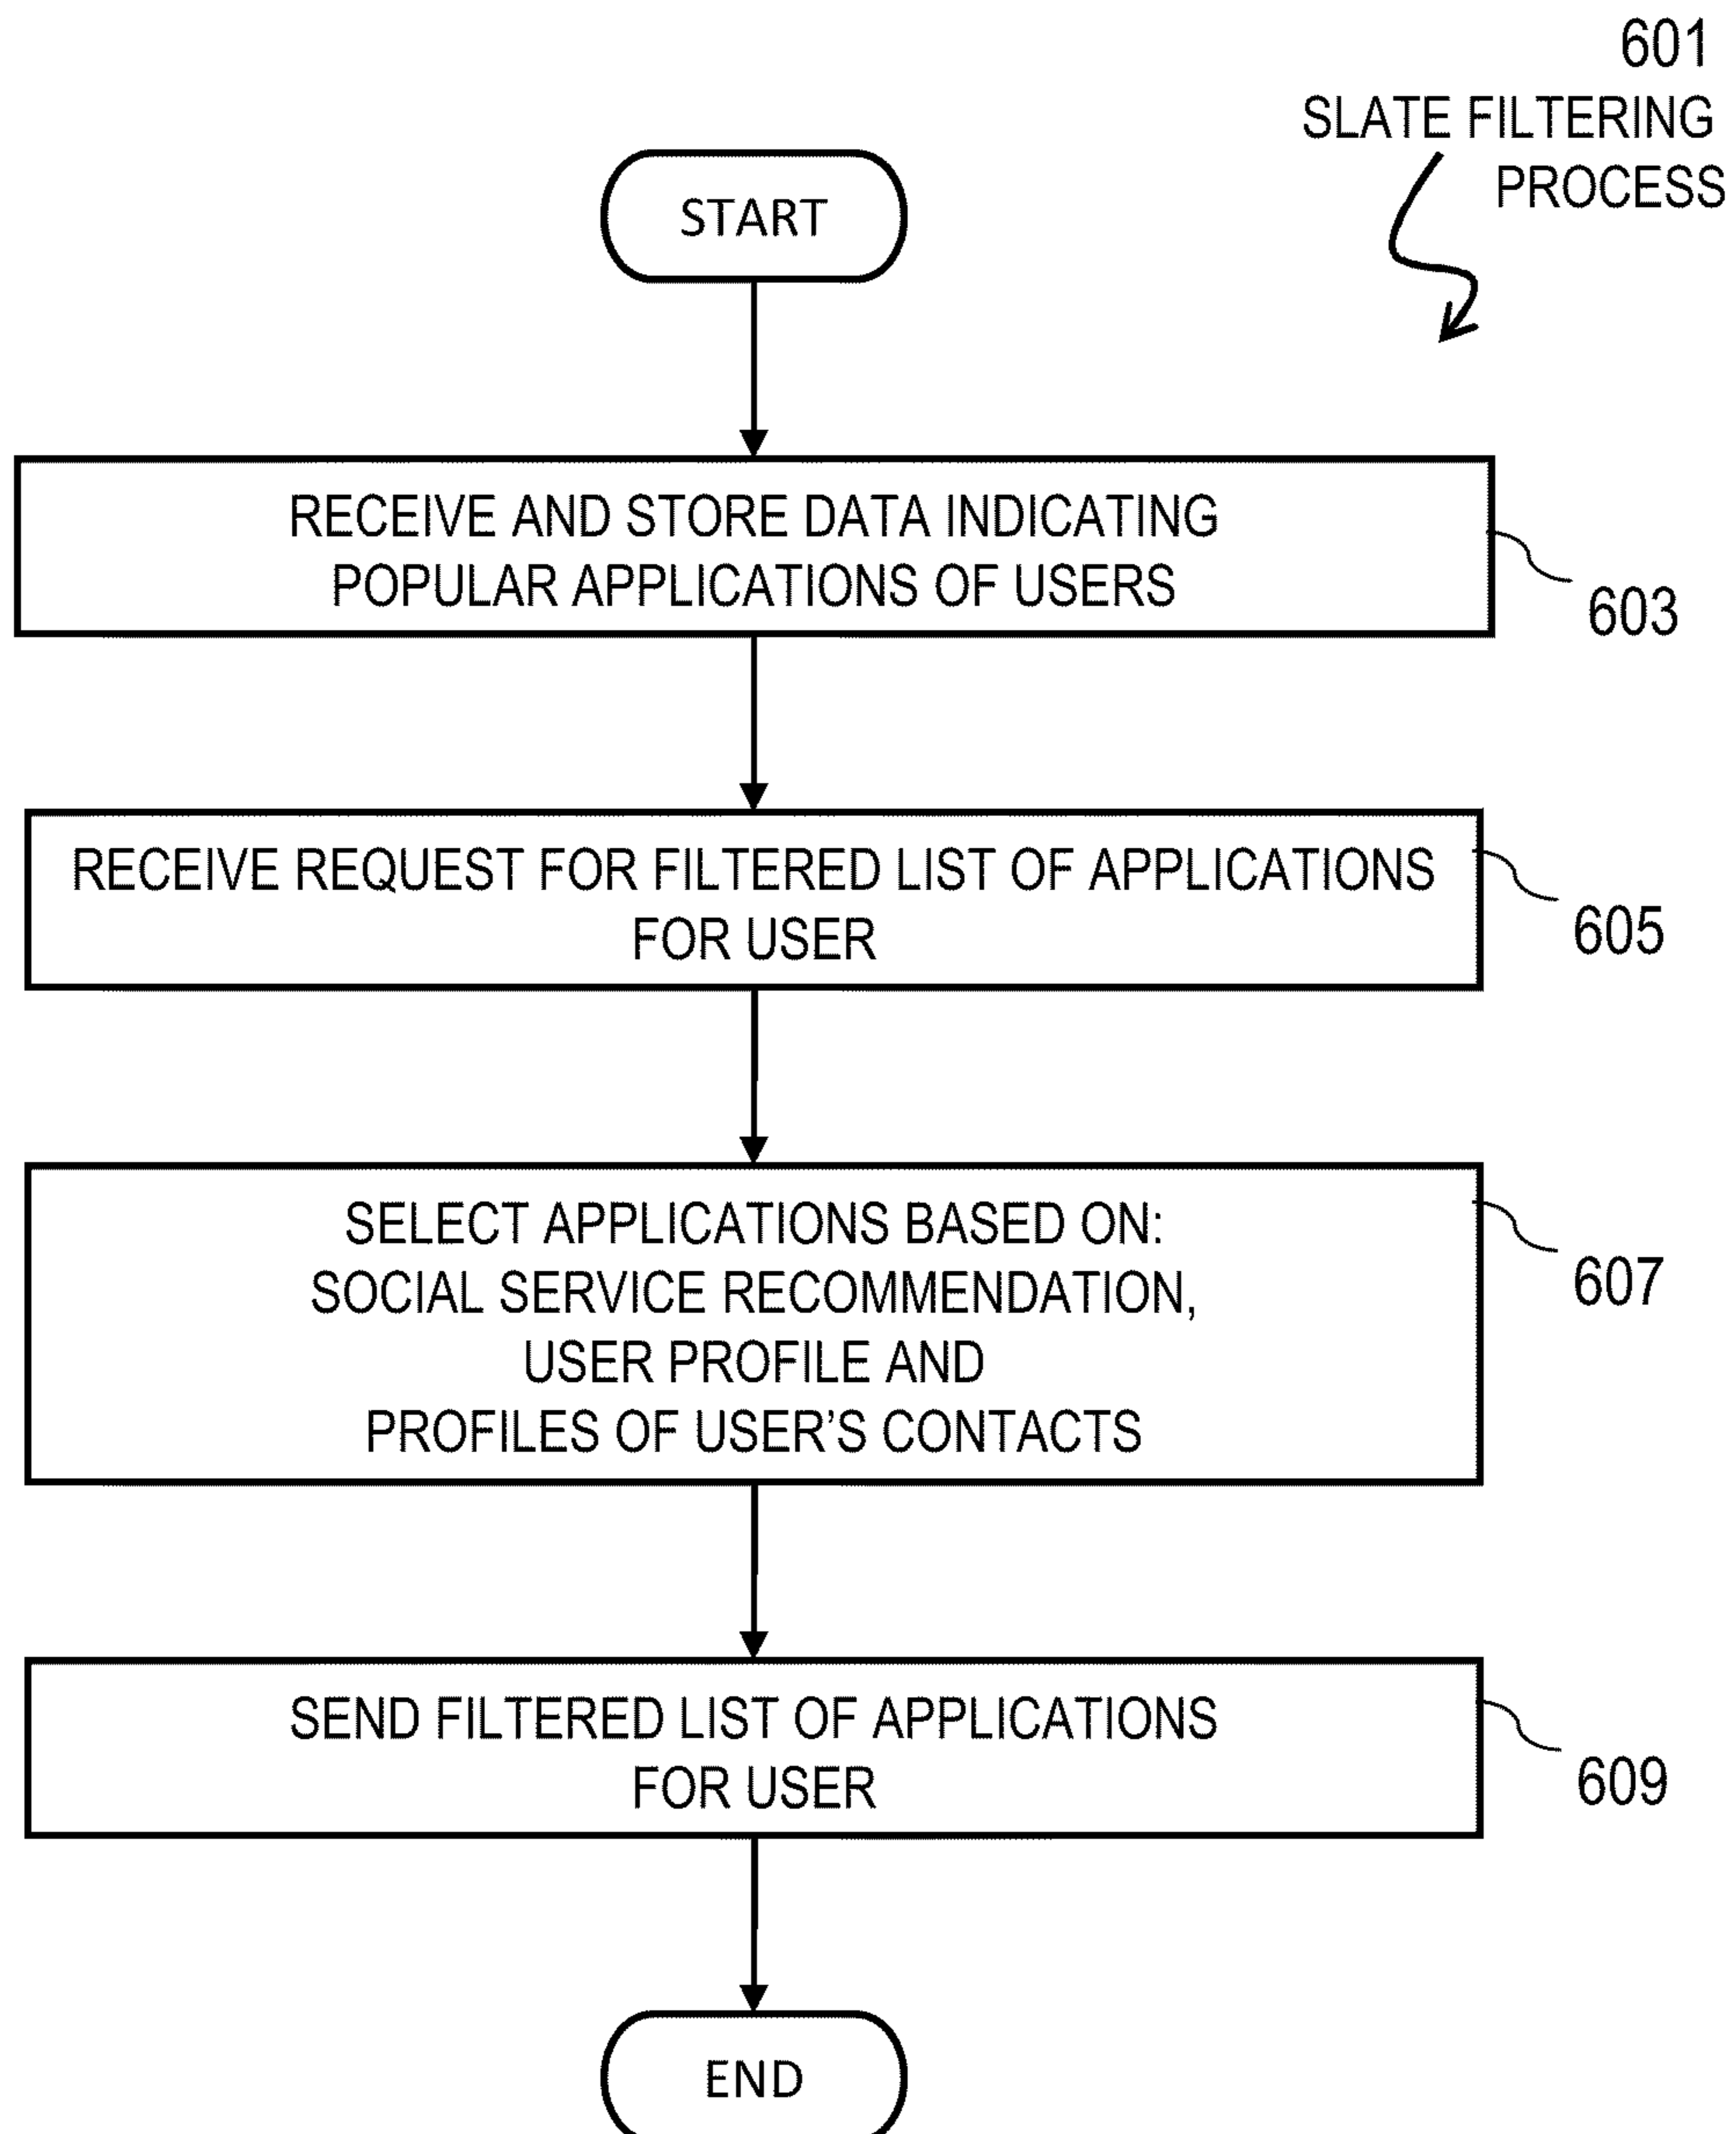 601
SLATE FILTERING
PROCESS
START
RECEIVE AND STORE DATA INDICATING
POPULAR APPLICATIONS OF USERS
603
RECEIVE REQUEST FOR FILTERED LIST OF APPLICATIONS
FOR USER
605
SELECT APPLICATIONS BASED ON:
SOCIAL SERVICE RECOMMENDATION,
USER PROFILE AND
PROFILES OF USER’S CONTACTS
607
SEND FILTERED LIST OF APPLICATIONS
FOR USER
609
END